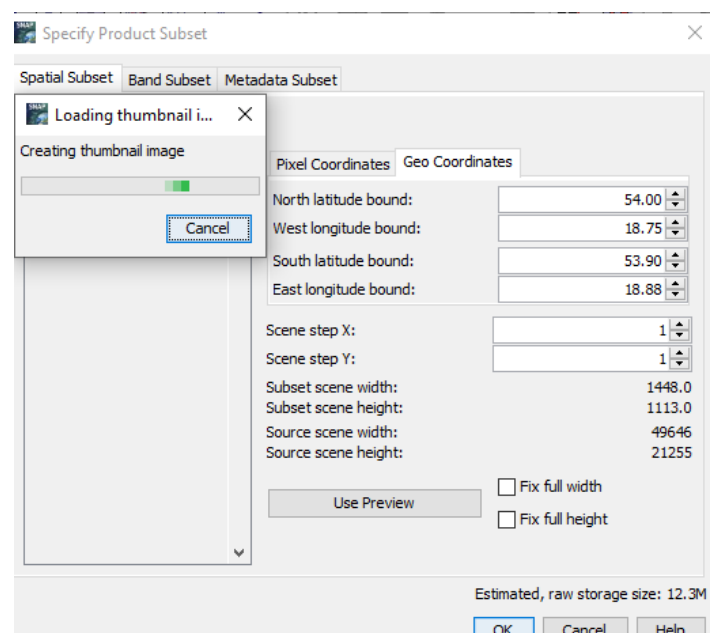 SNAP Specify Product Subset
Spatial Subset Band Subset Metadata Subset
SNAP Loading thumbnail i...
Creating thumbnail image
Cancel
Pixel Coordinates Geo Coordinates
North latitude bound: 54.00
West longitude bound: 18.75
South latitude bound: 53.90
East longitude bound: 18.88
Scene step X: 1
Scene step Y: 1
Subset scene width: 1448.0
Subset scene height: 1113.0
Source scene width: 49646
Source scene height: 21255
Use Preview
Fix full width
Fix full height
Estimated, raw storage size: 12.3M
OK Cancel Help